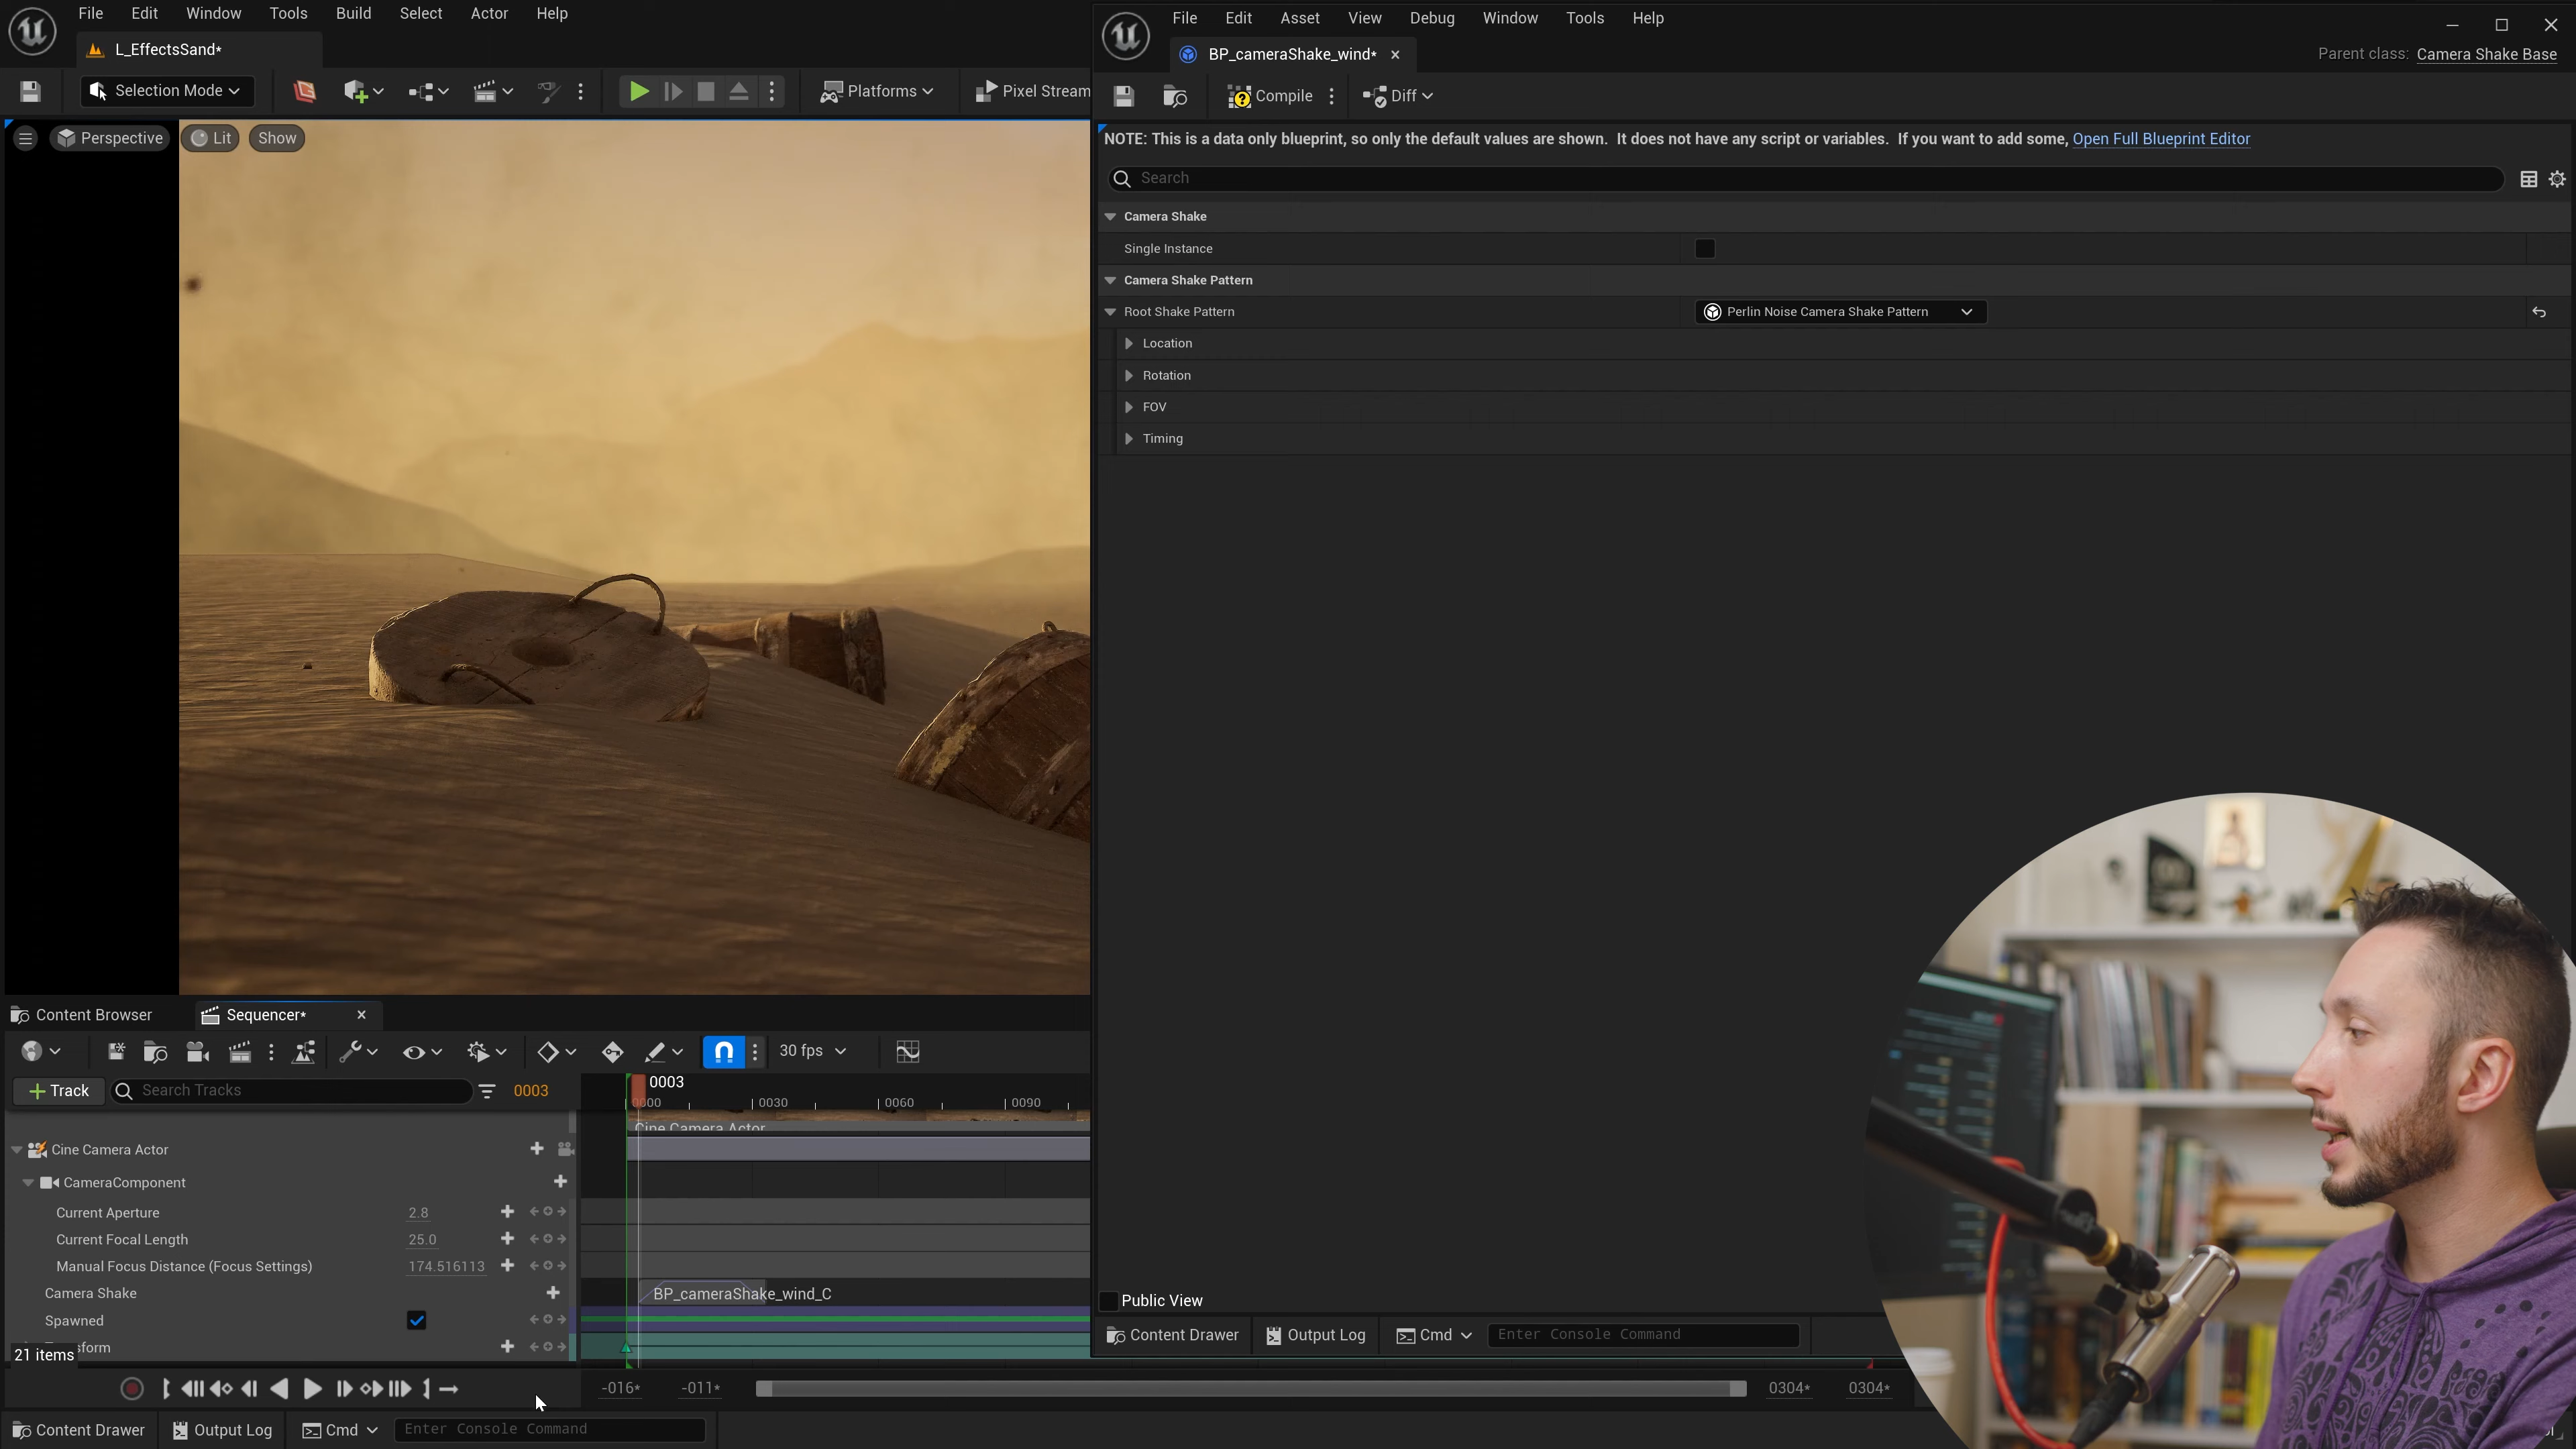 File Edit Window Tools Build Select Actor Help
L_EffectsSand*
Selection Mode
Platforms
Pixel Stream
Perspective
Lit
Show
File Edit Asset View Debug Window Tools Help
BP_cameraShake_wind*
Parent class: Camera Shake Base
Compile
Diff
NOTE: This is a data only blueprint, so only the default values are shown. It does not have any script or variables. If you want to add some, Open Full Blueprint Editor
Search
Camera Shake
Single Instance
Camera Shake Pattern
Root Shake Pattern
Perlin Noise Camera Shake Pattern
Location
Rotation
FOV
Timing
Public View
Content Drawer
Output Log
Cmd
Enter Console Command
Content Browser
Sequencer*
30 fps
Track
Search Tracks
0003
0003
0000
0030
0060
0090
Cine Camera Actor
Cine Camera Actor
CameraComponent
Current Aperture
2.8
Current Focal Length
25.0
Manual Focus Distance (Focus Settings)
174.516113
Camera Shake
BP_cameraShake_wind_C
Spawned
sform
21 items
-016*
-011*
0304*
0304*
Content Drawer
Output Log
Cmd
Enter Console Command